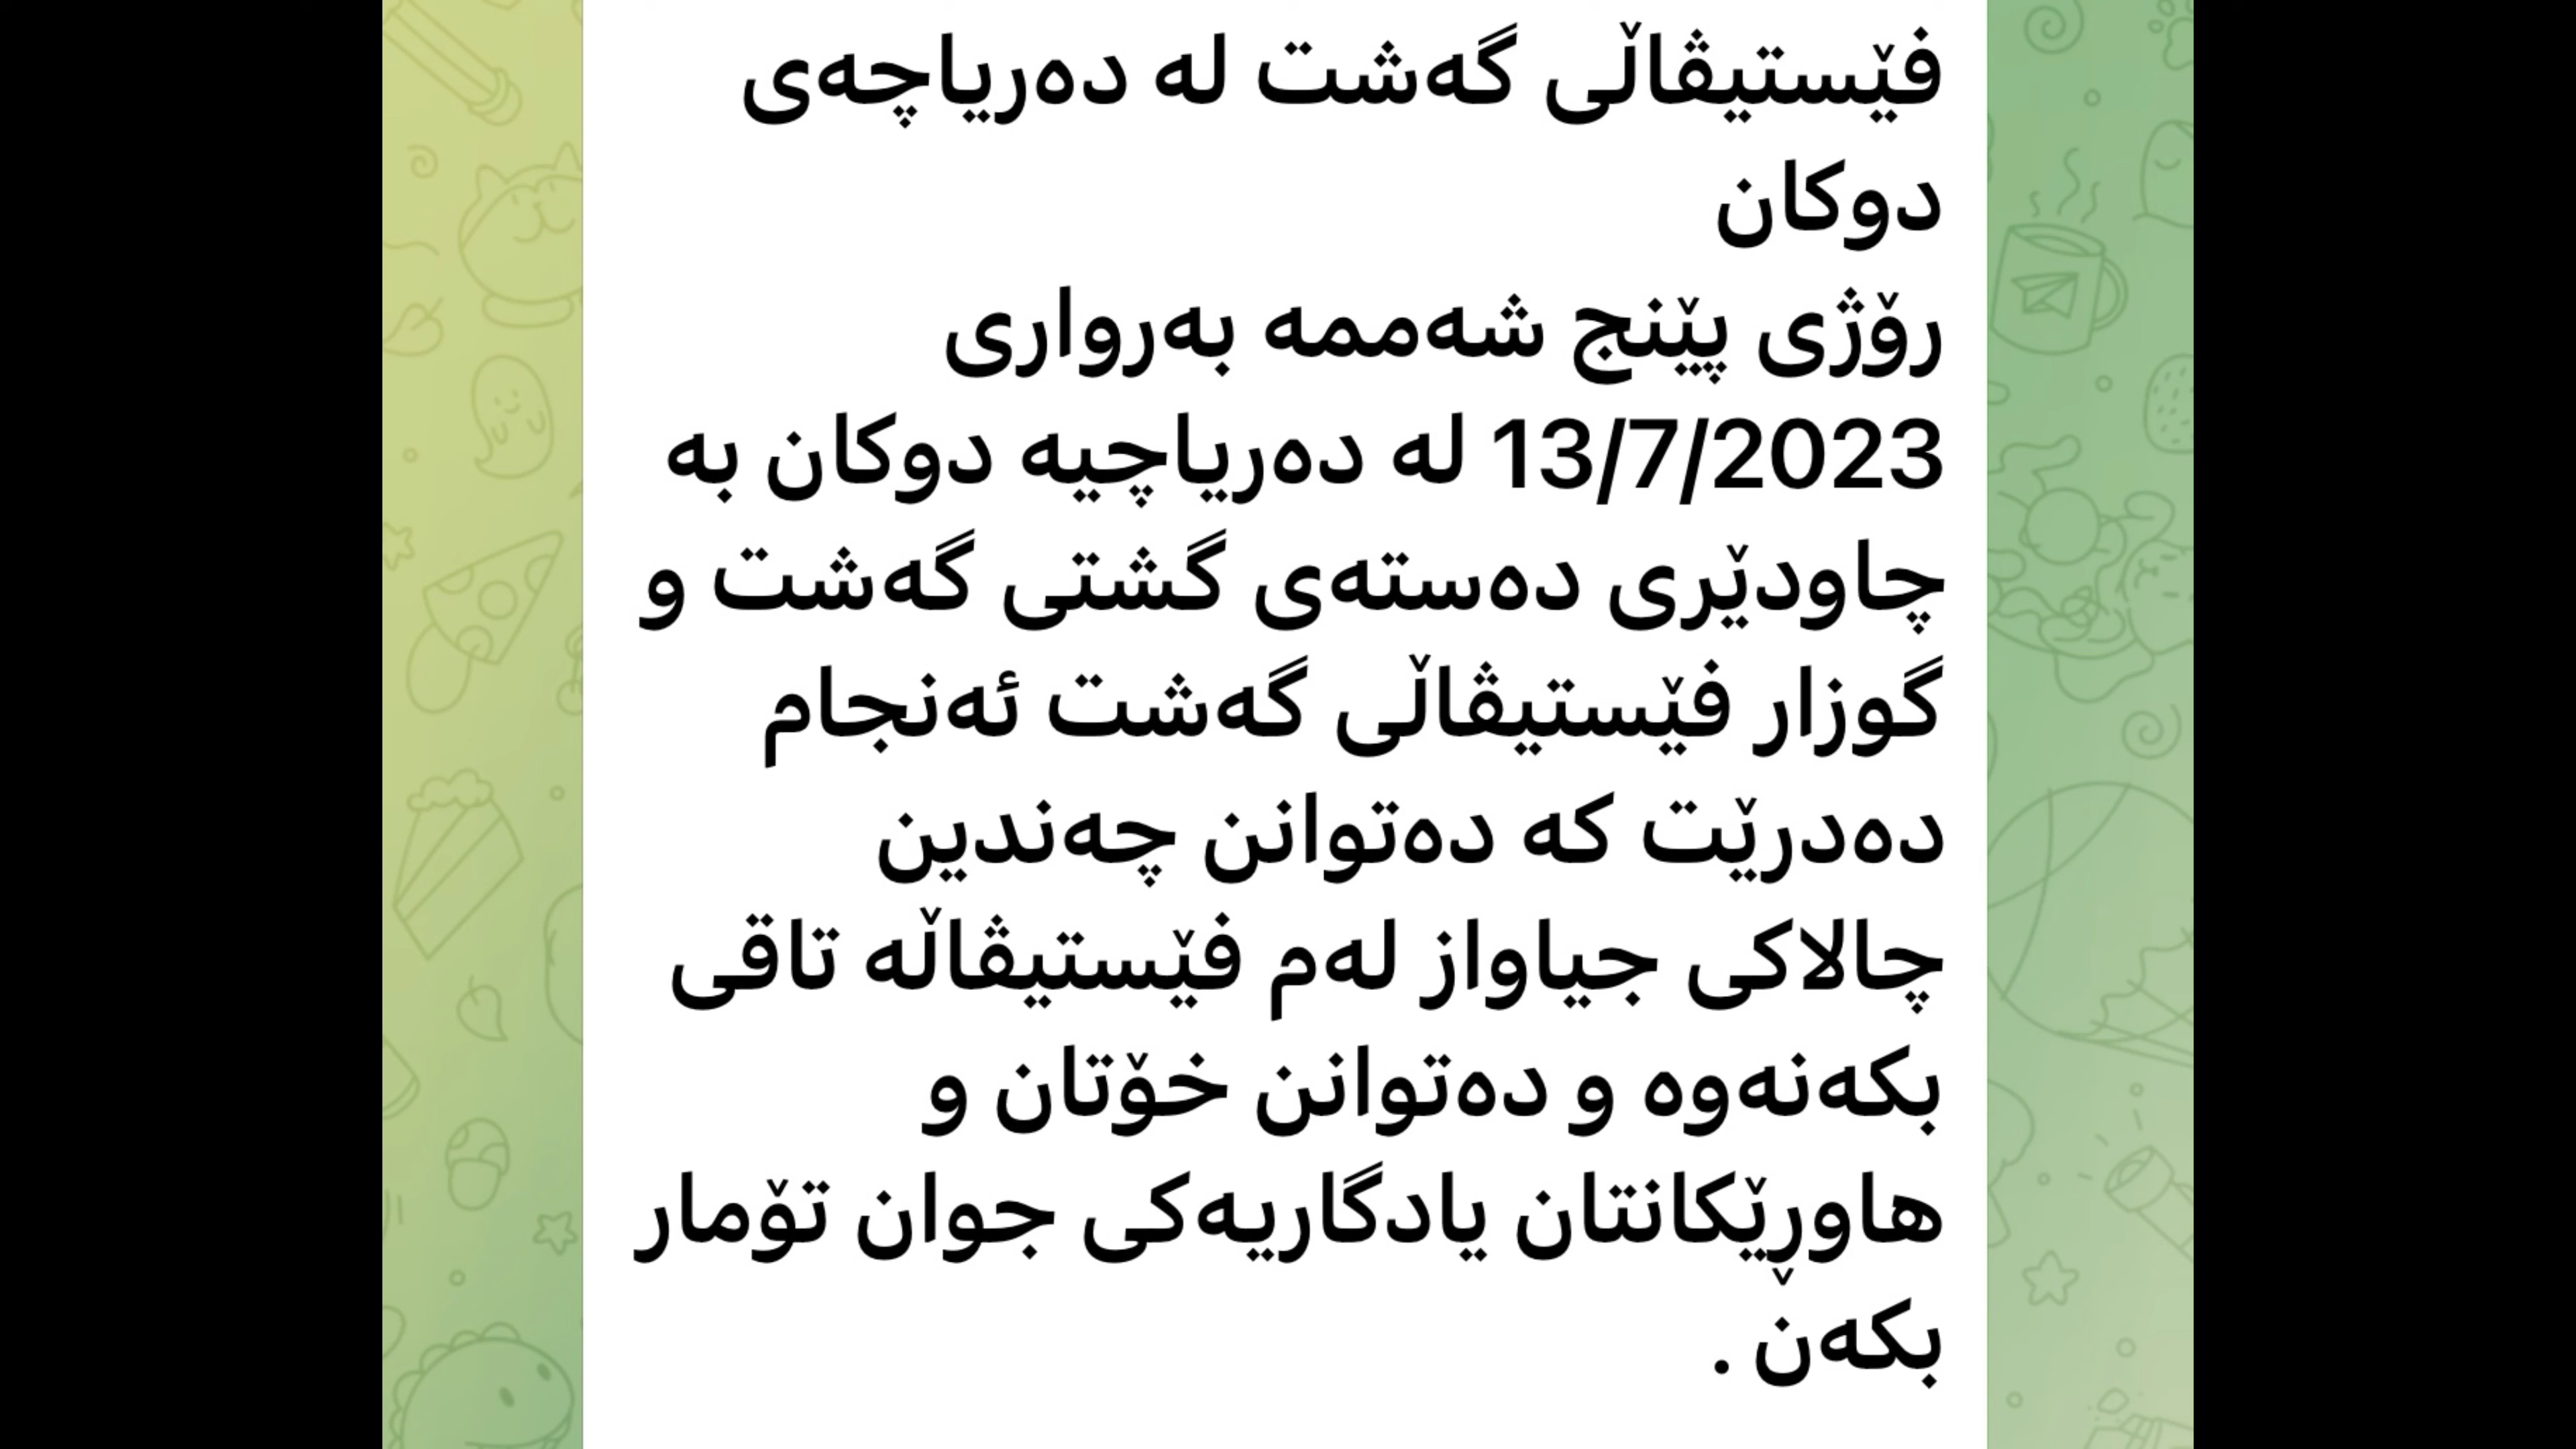 فێستیڤاڵی گەشت لە دەریاچەی
دوکان
رۆژی پێنج شەممە بەرواری
13/7/2023 لە دەریاچیە دوکان بە
چاودێری دەستەی گشتی گەشت و
گوزار فێستیڤاڵی گەشت ئەنجام
دەدرێت کە دەتوانن چەندین
چالاکی جیاواز لەم فێستیڤاڵە تاقی
بکەنەوە و دەتوانن خۆتان و
هاوڕێکانتان یادگاریەکی جوان تۆمار
بکەن .